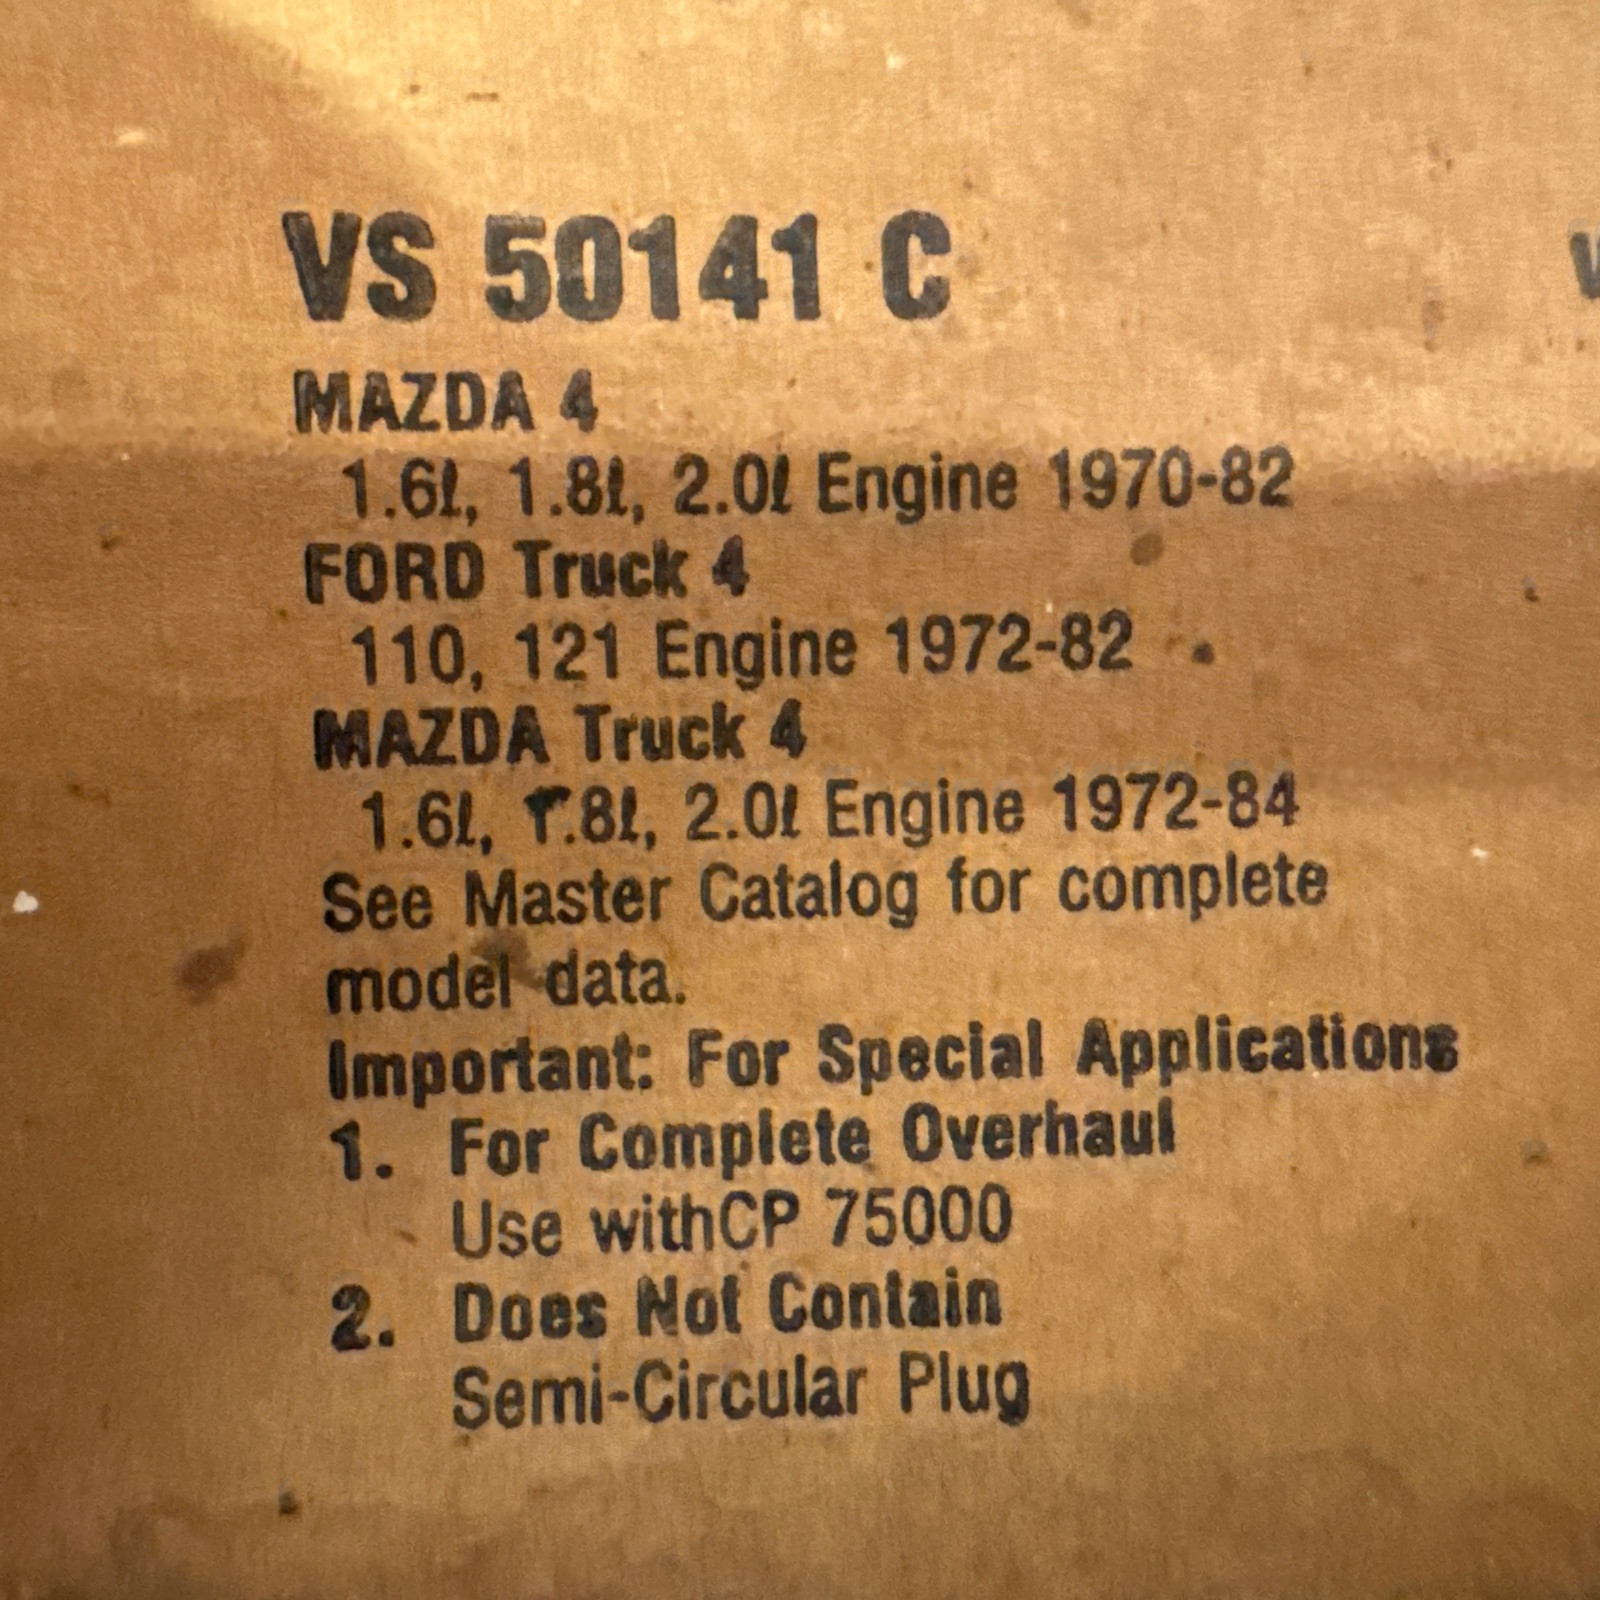 VS 50141 C
MAZDA 4
1.6ℓ, 1.8ℓ, 2.0ℓ Engine 1970-82
FORD Truck 4
110, 121 Engine 1972-82
MAZDA Truck 4
1.6ℓ, 1.8ℓ, 2.0ℓ Engine 1972-84
See Master Catalog for complete
model data.
Important: For Special Applications
1. For Complete Overhaul
Use withCP 75000
2. Does Not Contain
Semi-Circular Plug